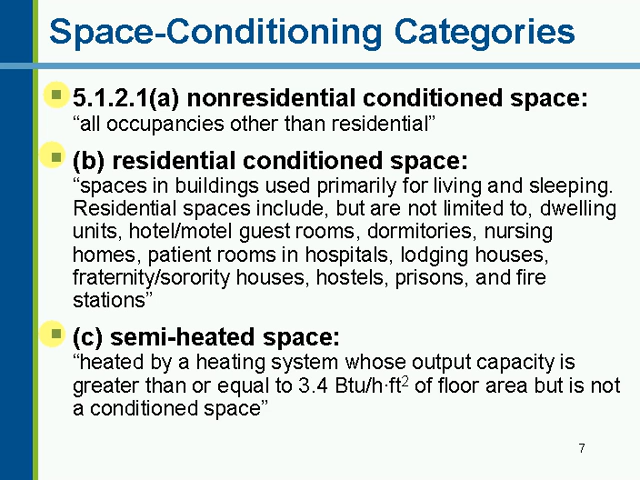 Space-Conditioning Categories
5.1.2.1(a) nonresidential conditioned space:
“all occupancies other than residential”
(b) residential conditioned space:
“spaces in buildings used primarily for living and sleeping.
Residential spaces include, but are not limited to, dwelling
units, hotel/motel guest rooms, dormitories, nursing
homes, patient rooms in hospitals, lodging houses,
fraternity/sorority houses, hostels, prisons, and fire
stations”
(c) semi-heated space:
“heated by a heating system whose output capacity is
greater than or equal to 3.4 Btu/h·ft² of floor area but is not
a conditioned space”
7